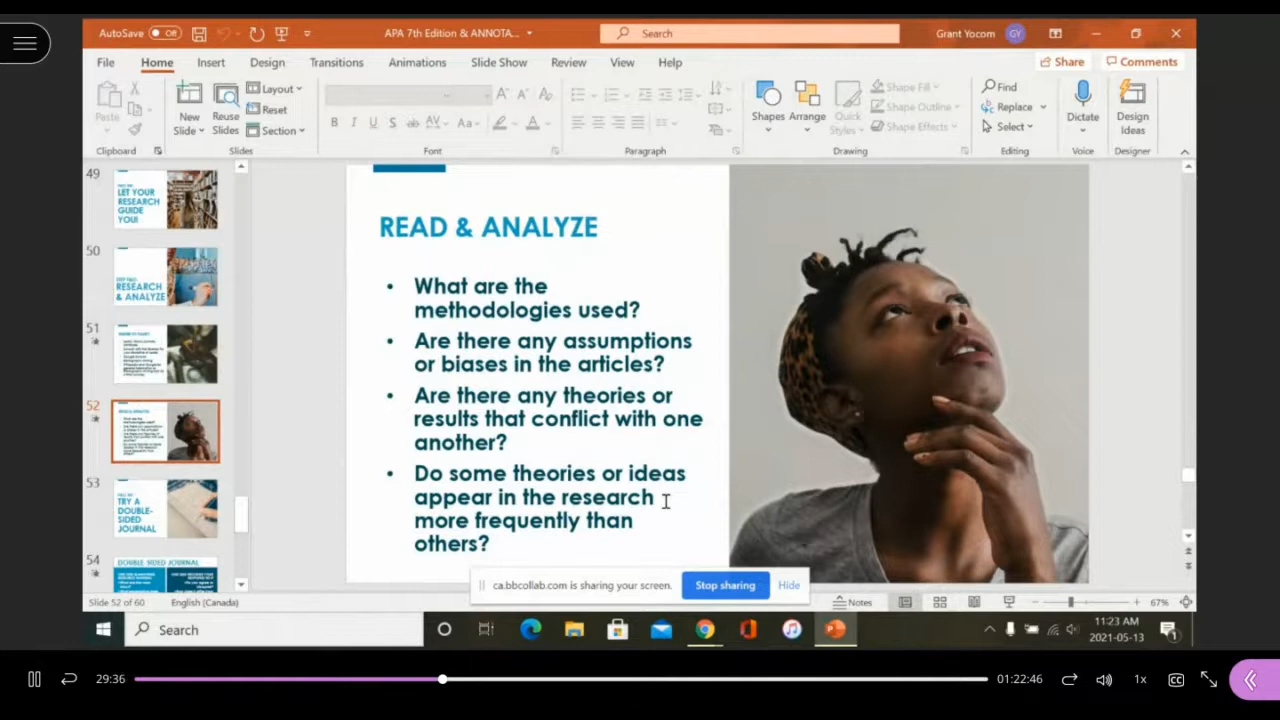 AutoSave Off
APA 7th Edition & ANNOTA...
Search
Grant Yocom GY
File Home Insert Design Transitions Animations Slide Show Review View Help
Share Comments
Paste
Clipboard
New Slide
Reuse Slides
Layout
Reset
Section
Slides
B I U S ab AV Aa
Font
Paragraph
Shapes
Arrange
Quick Styles
Shape Fill
Shape Outline
Shape Effects
Drawing
Find
Replace
Select
Editing
Dictate
Voice
Design Ideas
Designer
49
LET YOUR
RESEARCH
GUIDE
YOU!
50
RESEARCH
& ANALYZE
51
52
READ & ANALYZE
53
TRY A
DOUBLE-
SIDED
JOURNAL
54
DOUBLE SIDED JOURNAL
READ & ANALYZE
• What are the
methodologies used?
• Are there any assumptions
or biases in the articles?
• Are there any theories or
results that conflict with one
another?
• Do some theories or ideas
appear in the research
more frequently than
others?
ca.bbcollab.com is sharing your screen. Stop sharing Hide
Slide 52 of 60 English (Canada)
Notes
67%
Search
11:23 AM
2021-05-13
1
29:36
01:22:46
1x
CC